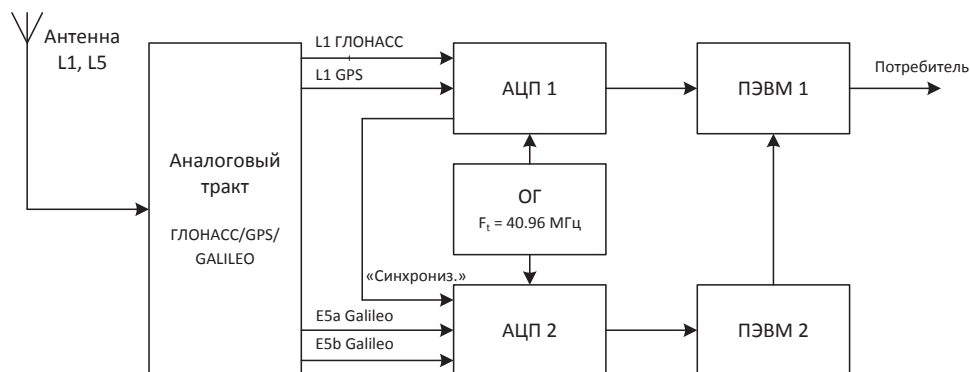 Антенна
L1, L5
Аналоговый
тракт
ГЛОНАСС/GPS/
GALILEO
L1 ГЛОНАСС
L1 GPS
АЦП 1
ПЭВМ 1
Потребитель
ОГ
Ft = 40.96 МГц
«Синхрониз.»
E5a Galileo
E5b Galileo
АЦП 2
ПЭВМ 2